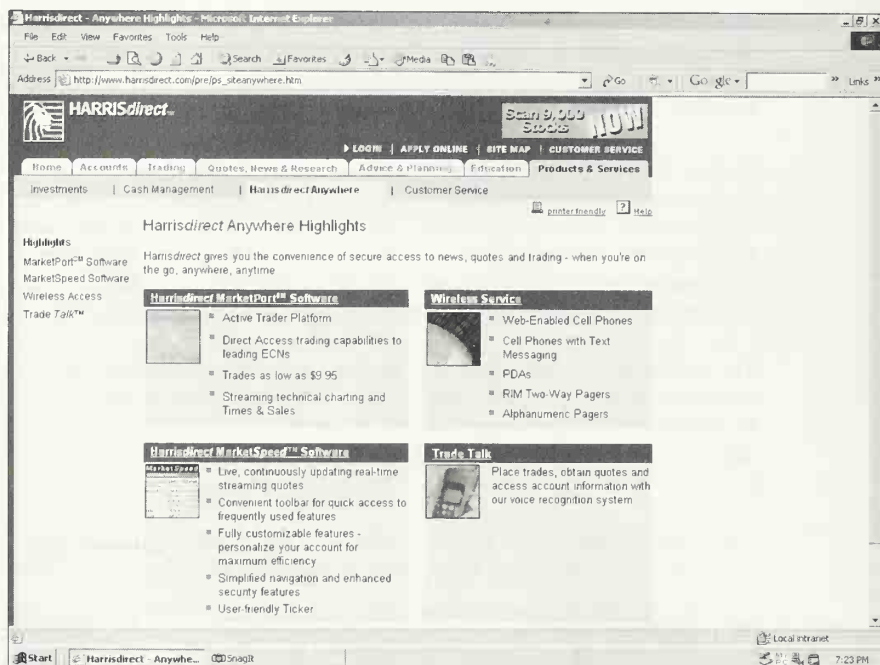 Harrisdirect - Anywhere Highlights - Microsoft Internet Explorer
File Edit View Favorites Tools Help
Back Search Favorites Media
Address http://www.harrisdirect.com/pre/ps_siteanywhere.htm Go Google Links »
HARRISdirect™
Scan 9,000 Stocks NOW
LOGIN | APPLY ONLINE | SITE MAP | CUSTOMER SERVICE
Home Accounts Trading Quotes, News & Research Advice & Planning Education Products & Services
Investments | Cash Management | Harrisdirect Anywhere | Customer Service
printer friendly ? Help
Harrisdirect Anywhere Highlights
Highlights
MarketPort℠ Software
MarketSpeed Software
Wireless Access
Trade Talk™
Harrisdirect gives you the convenience of secure access to news, quotes and trading - when you're on
the go, anywhere, anytime
Harrisdirect MarketPort℠ Software
Active Trader Platform
Direct Access trading capabilities to
leading ECNs
Trades as low as $9.95
Streaming technical charting and
Times & Sales
Wireless Service
Web-Enabled Cell Phones
Cell Phones with Text
Messaging
PDAs
RIM Two-Way Pagers
Alphanumeric Pagers
Harrisdirect MarketSpeed™ Software
MarketSpeed
Live, continuously updating real-time
streaming quotes
Convenient toolbar for quick access to
frequently used features
Fully customizable features -
personalize your account for
maximum efficiency
Simplified navigation and enhanced
security features
User-friendly Ticker
Trade Talk
Place trades, obtain quotes and
access account information with
our voice recognition system
Local intranet
Start Harrisdirect - Anywhe... SnagIt 7:23 PM